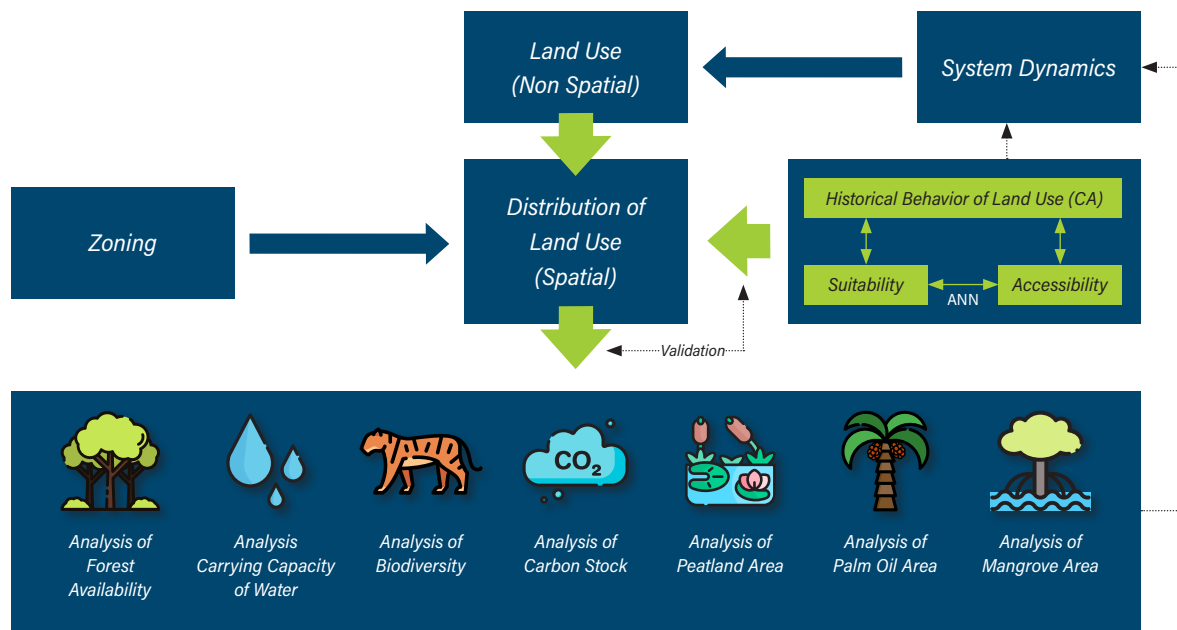 Land Use
(Non Spatial)
System Dynamics
Zoning
Distribution of
Land Use
(Spatial)
Historical Behavior of Land Use (CA)
Suitability
ANN
Accessibility
Validation
CO₂
Analysis of
Forest
Availability
Analysis
Carrying Capacity
of Water
Analysis of
Biodiversity
Analysis of
Carbon Stock
Analysis of
Peatland Area
Analysis of
Palm Oil Area
Analysis of
Mangrove Area